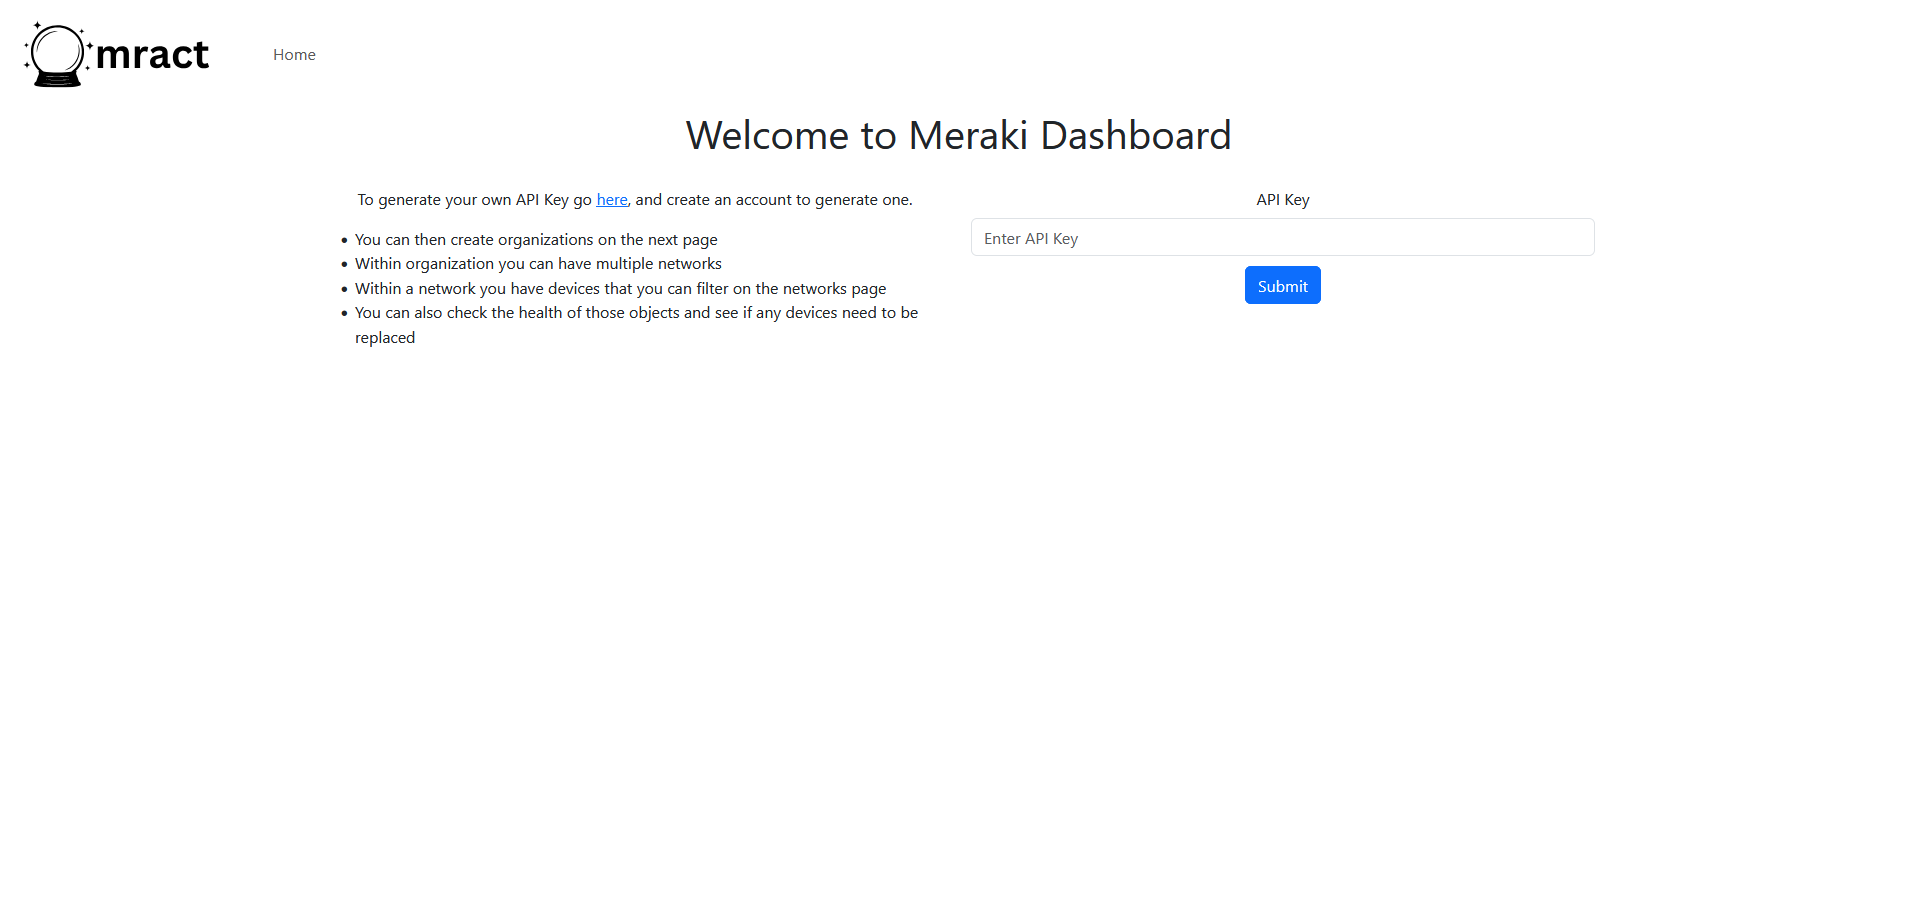 mract
Home
Welcome to Meraki Dashboard
To generate your own API Key go here, and create an account to generate one.
• You can then create organizations on the next page
• Within organization you can have multiple networks
• Within a network you have devices that you can filter on the networks page
• You can also check the health of those objects and see if any devices need to be
replaced
API Key
Enter API Key
Submit